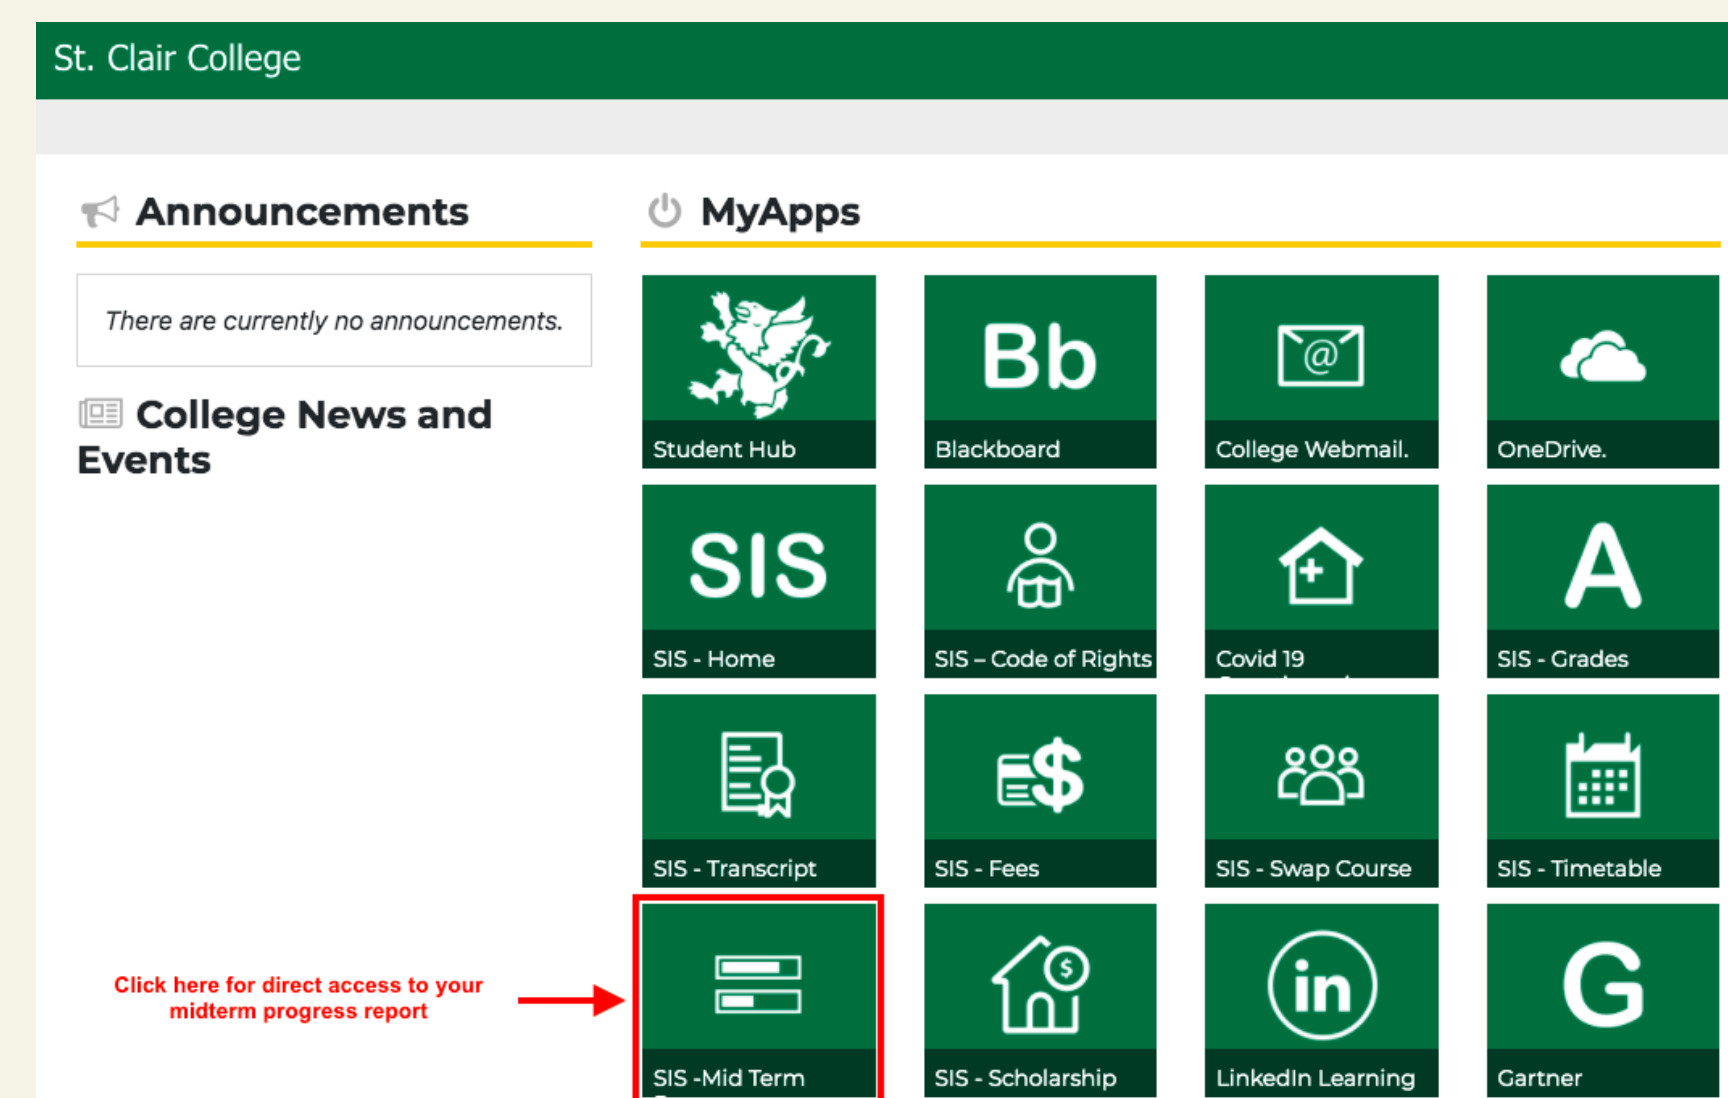 St. Clair College
Announcements
There are currently no announcements.
College News and
Events
MyApps
Bb
@
Student Hub
Blackboard
College Webmail.
OneDrive.
SIS
A
SIS - Home
SIS – Code of Rights
Covid 19
SIS - Grades
$
SIS - Transcript
SIS - Fees
SIS - Swap Course
SIS - Timetable
Click here for direct access to your
midterm progress report
$
in
G
SIS -Mid Term
SIS - Scholarship
LinkedIn Learning
Gartner